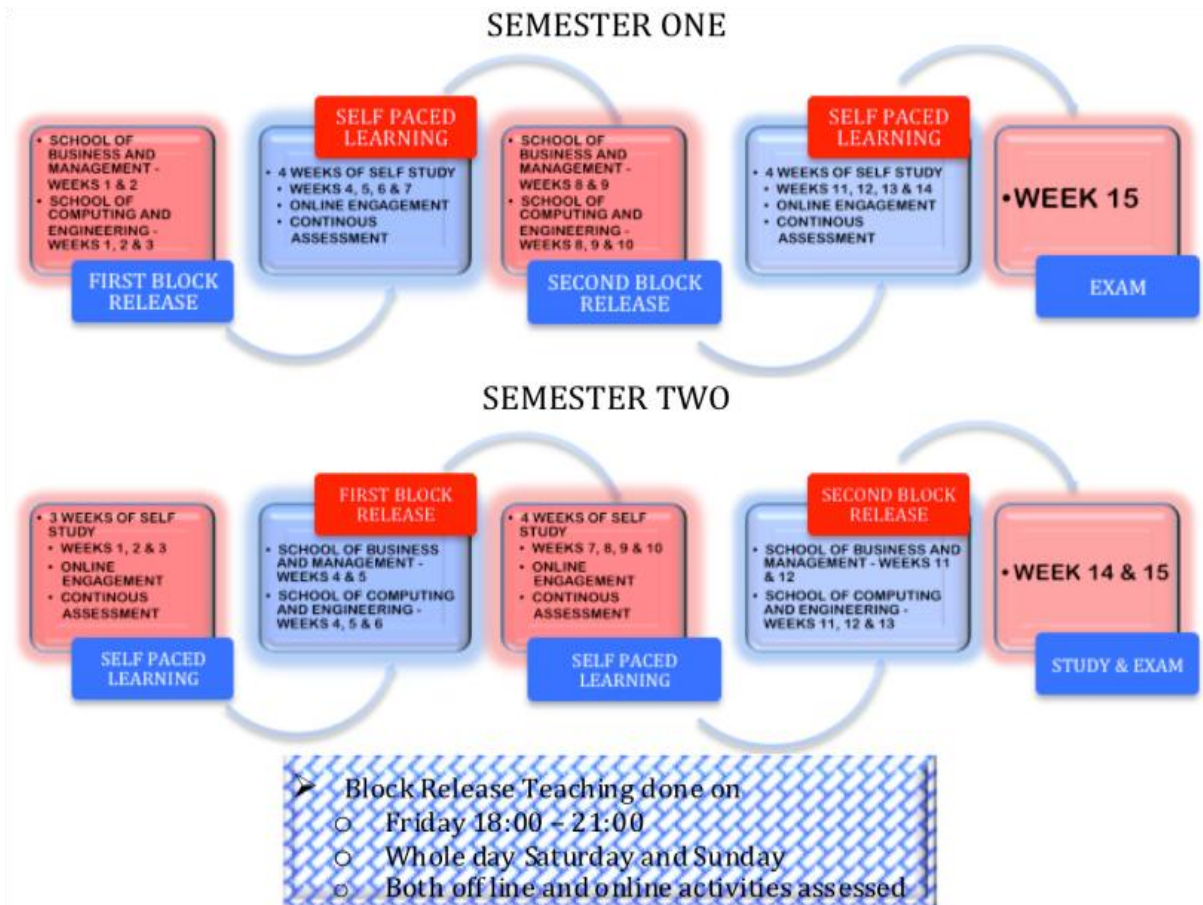 SEMESTER ONE
• SCHOOL OF
BUSINESS AND
MANAGEMENT -
WEEKS 1 & 2
• SCHOOL OF
COMPUTING AND
ENGINEERING -
WEEKS 1, 2 & 3
FIRST BLOCK
RELEASE
SELF PACED
LEARNING
• 4 WEEKS OF SELF STUDY
• WEEKS 4, 5, 6 & 7
• ONLINE ENGAGEMENT
• CONTINOUS
ASSESSMENT
• SCHOOL OF
BUSINESS AND
MANAGEMENT -
WEEKS 8 & 9
• SCHOOL OF
COMPUTING AND
ENGINEERING -
WEEKS 8, 9 & 10
SECOND BLOCK
RELEASE
SELF PACED
LEARNING
• 4 WEEKS OF SELF STUDY
• WEEKS 11, 12, 13 & 14
• ONLINE ENGAGEMENT
• CONTINOUS
ASSESSMENT
• WEEK 15
EXAM
SEMESTER TWO
• 3 WEEKS OF SELF
STUDY
• WEEKS 1, 2 & 3
• ONLINE
ENGAGEMENT
• CONTINOUS
ASSESSMENT
SELF PACED
LEARNING
FIRST BLOCK
RELEASE
• SCHOOL OF BUSINESS
AND MANAGEMENT -
WEEKS 4 & 5
• SCHOOL OF COMPUTING
AND ENGINEERING -
WEEKS 4, 5 & 6
• 4 WEEKS OF SELF
STUDY
• WEEKS 7, 8, 9 & 10
• ONLINE
ENGAGEMENT
• CONTINOUS
ASSESSMENT
SELF PACED
LEARNING
SECOND BLOCK
RELEASE
• SCHOOL OF BUSINESS AND
MANAGEMENT - WEEKS 11
& 12
• SCHOOL OF COMPUTING
AND ENGINEERING -
WEEKS 11, 12 & 13
• WEEK 14 & 15
STUDY & EXAM
➢ Block Release Teaching done on
o Friday 18:00 – 21:00
o Whole day Saturday and Sunday
o Both off line and online activities assessed